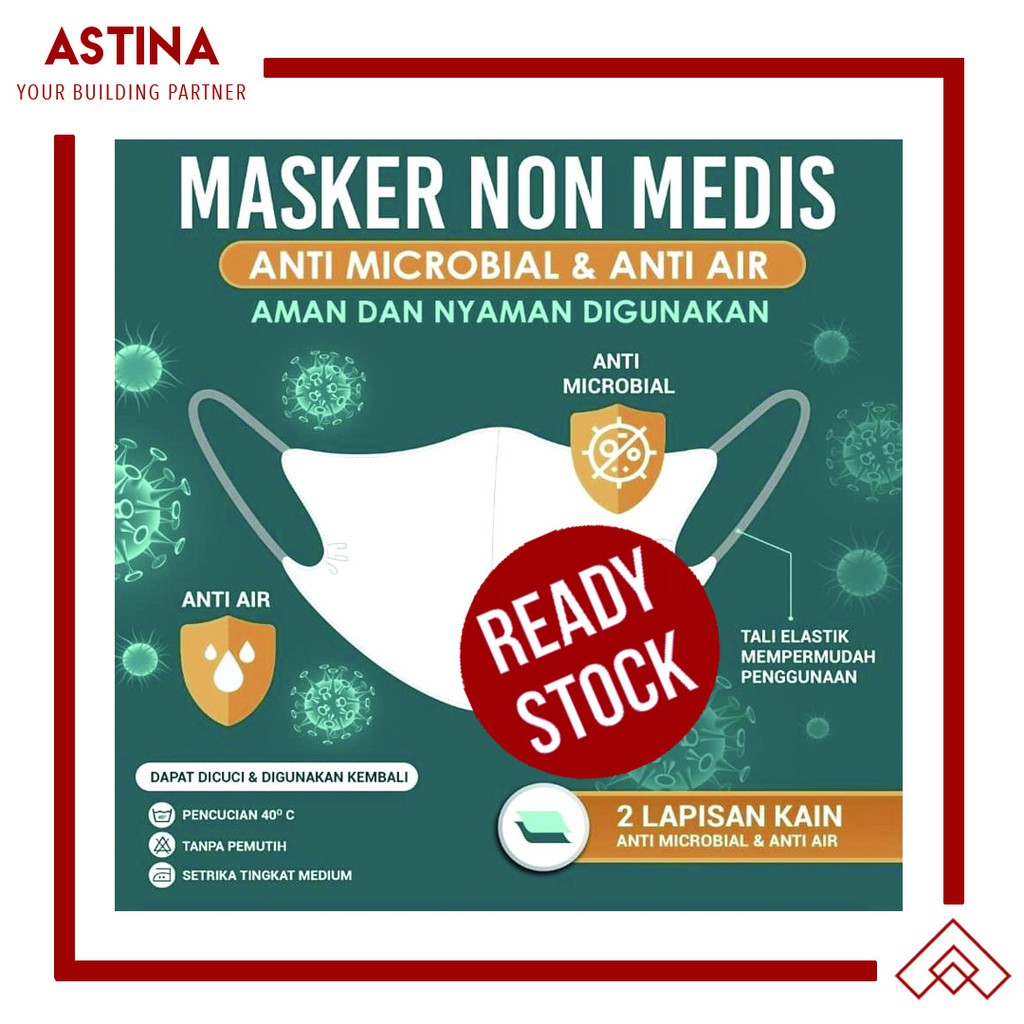 ASTINA
YOUR BUILDING PARTNER
MASKER NON MEDIS
ANTI MICROBIAL & ANTI AIR
AMAN DAN NYAMAN DIGUNAKAN
ANTI
MICROBIAL
ANTI AIR
READY
STOCK
TALI ELASTIK
MEMPERMUDAH
PENGGUNAAN
DAPAT DICUCI & DIGUNAKAN KEMBALI
PENCUCIAN 40º C
TANPA PEMUTIH
SETRIKA TINGKAT MEDIUM
2 LAPISAN KAIN
ANTI MICROBIAL & ANTI AIR